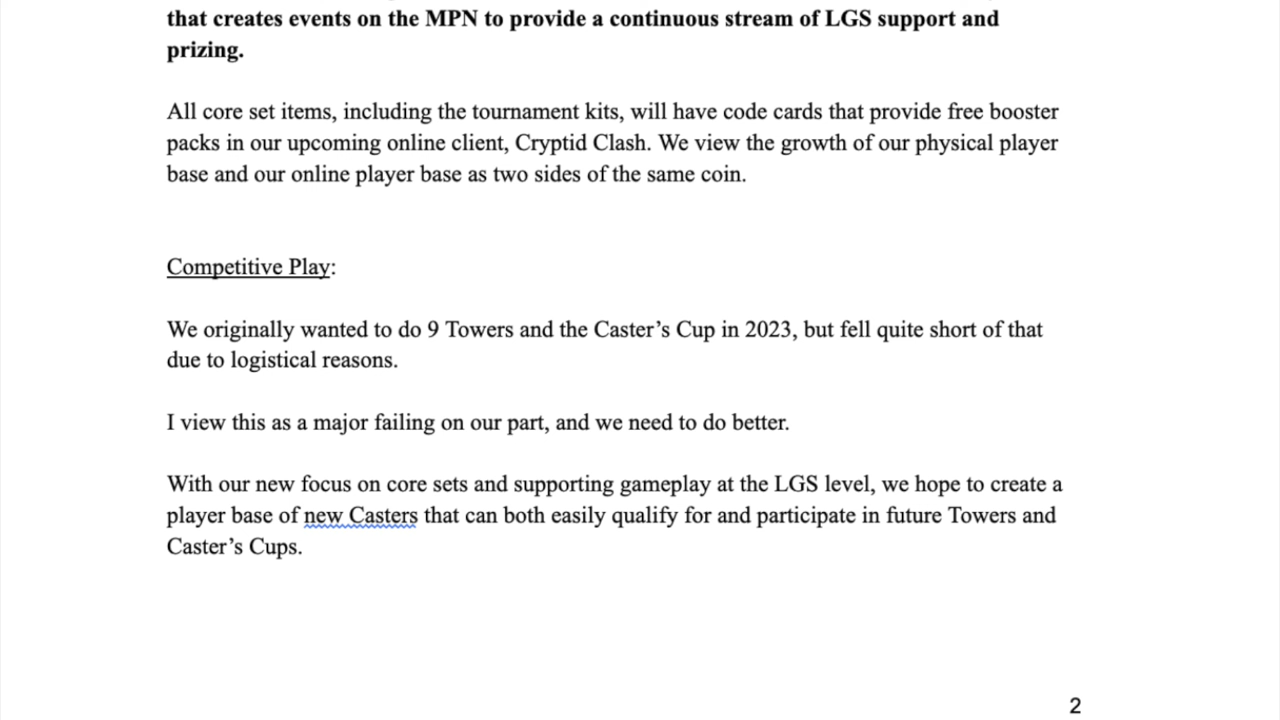 that creates events on the MPN to provide a continuous stream of LGS support and
prizing.
All core set items, including the tournament kits, will have code cards that provide free booster
packs in our upcoming online client, Cryptid Clash. We view the growth of our physical player
base and our online player base as two sides of the same coin.
Competitive Play:
We originally wanted to do 9 Towers and the Caster’s Cup in 2023, but fell quite short of that
due to logistical reasons.
I view this as a major failing on our part, and we need to do better.
With our new focus on core sets and supporting gameplay at the LGS level, we hope to create a
player base of new Casters that can both easily qualify for and participate in future Towers and
Caster’s Cups.
2